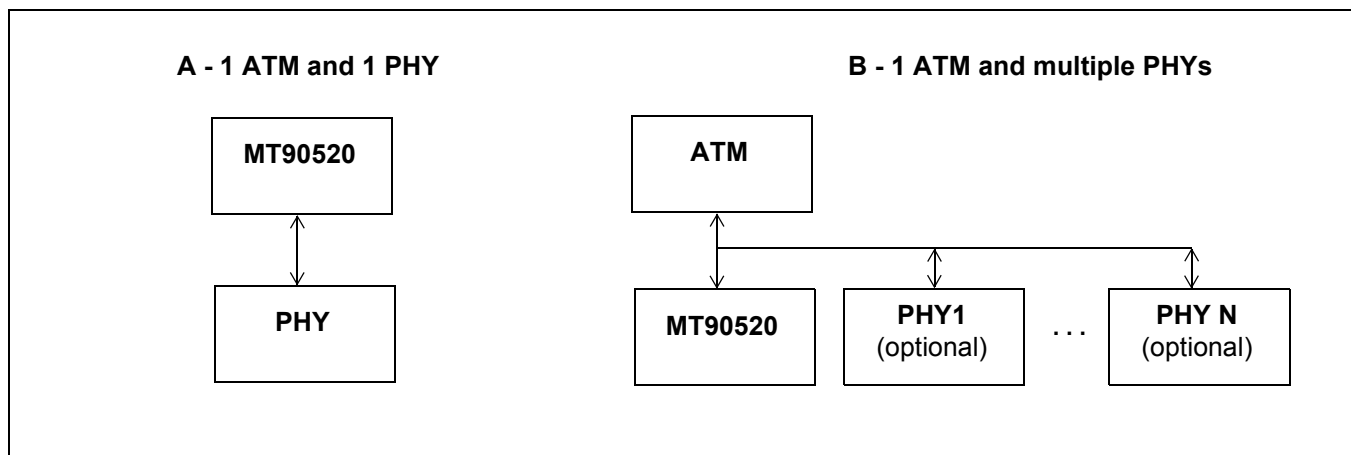 A - 1 ATM and 1 PHY
MT90520
PHY
B - 1 ATM and multiple PHYs
ATM
MT90520
PHY1
(optional)
. . .
PHY N
(optional)